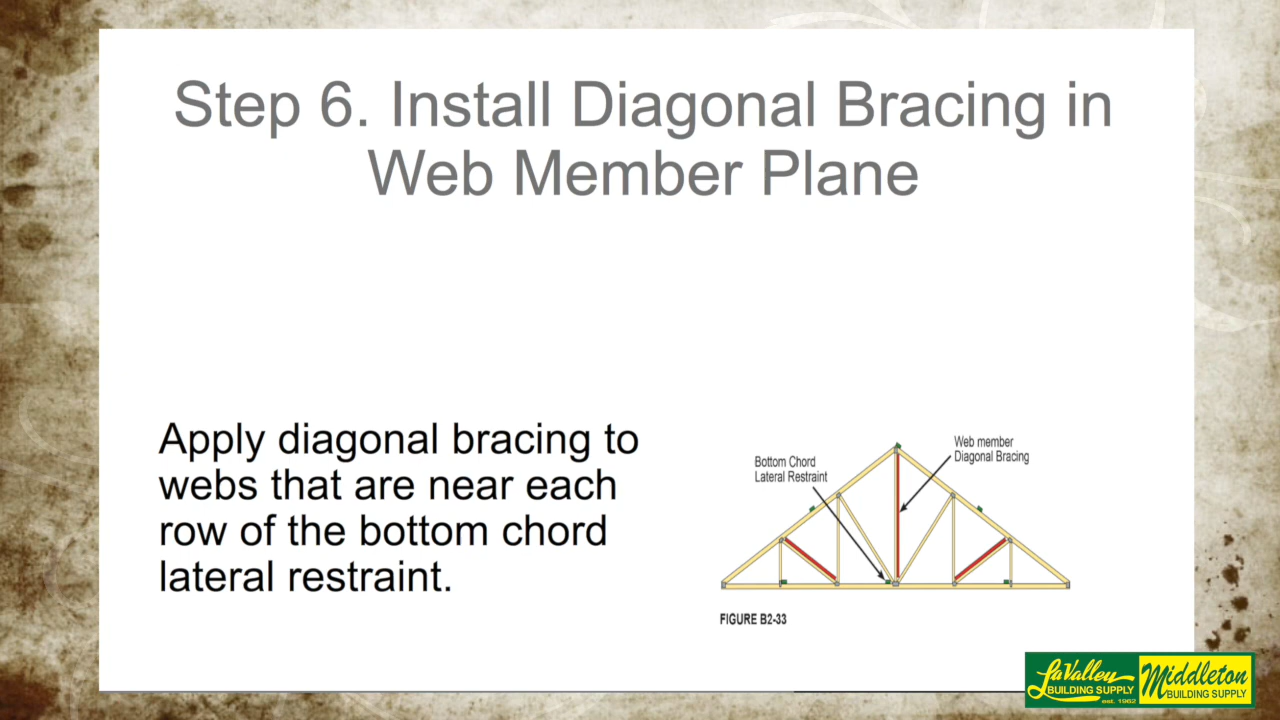 Step 6. Install Diagonal Bracing in
Web Member Plane
Apply diagonal bracing to
webs that are near each
row of the bottom chord
lateral restraint.
Web member
Diagonal Bracing
Bottom Chord
Lateral Restraint
FIGURE B2-33
LaValley
BUILDING SUPPLY
est. 1962
Middleton
BUILDING SUPPLY